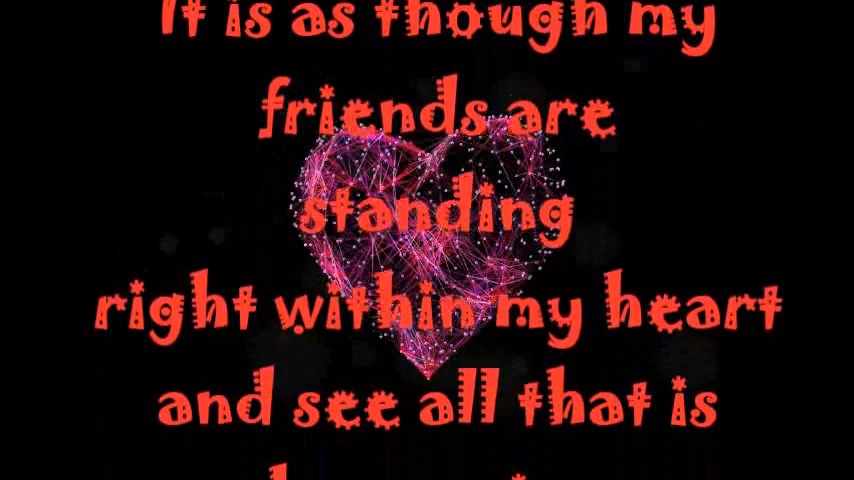 It is as though my
friends are
standing
right within my heart
and see all that is